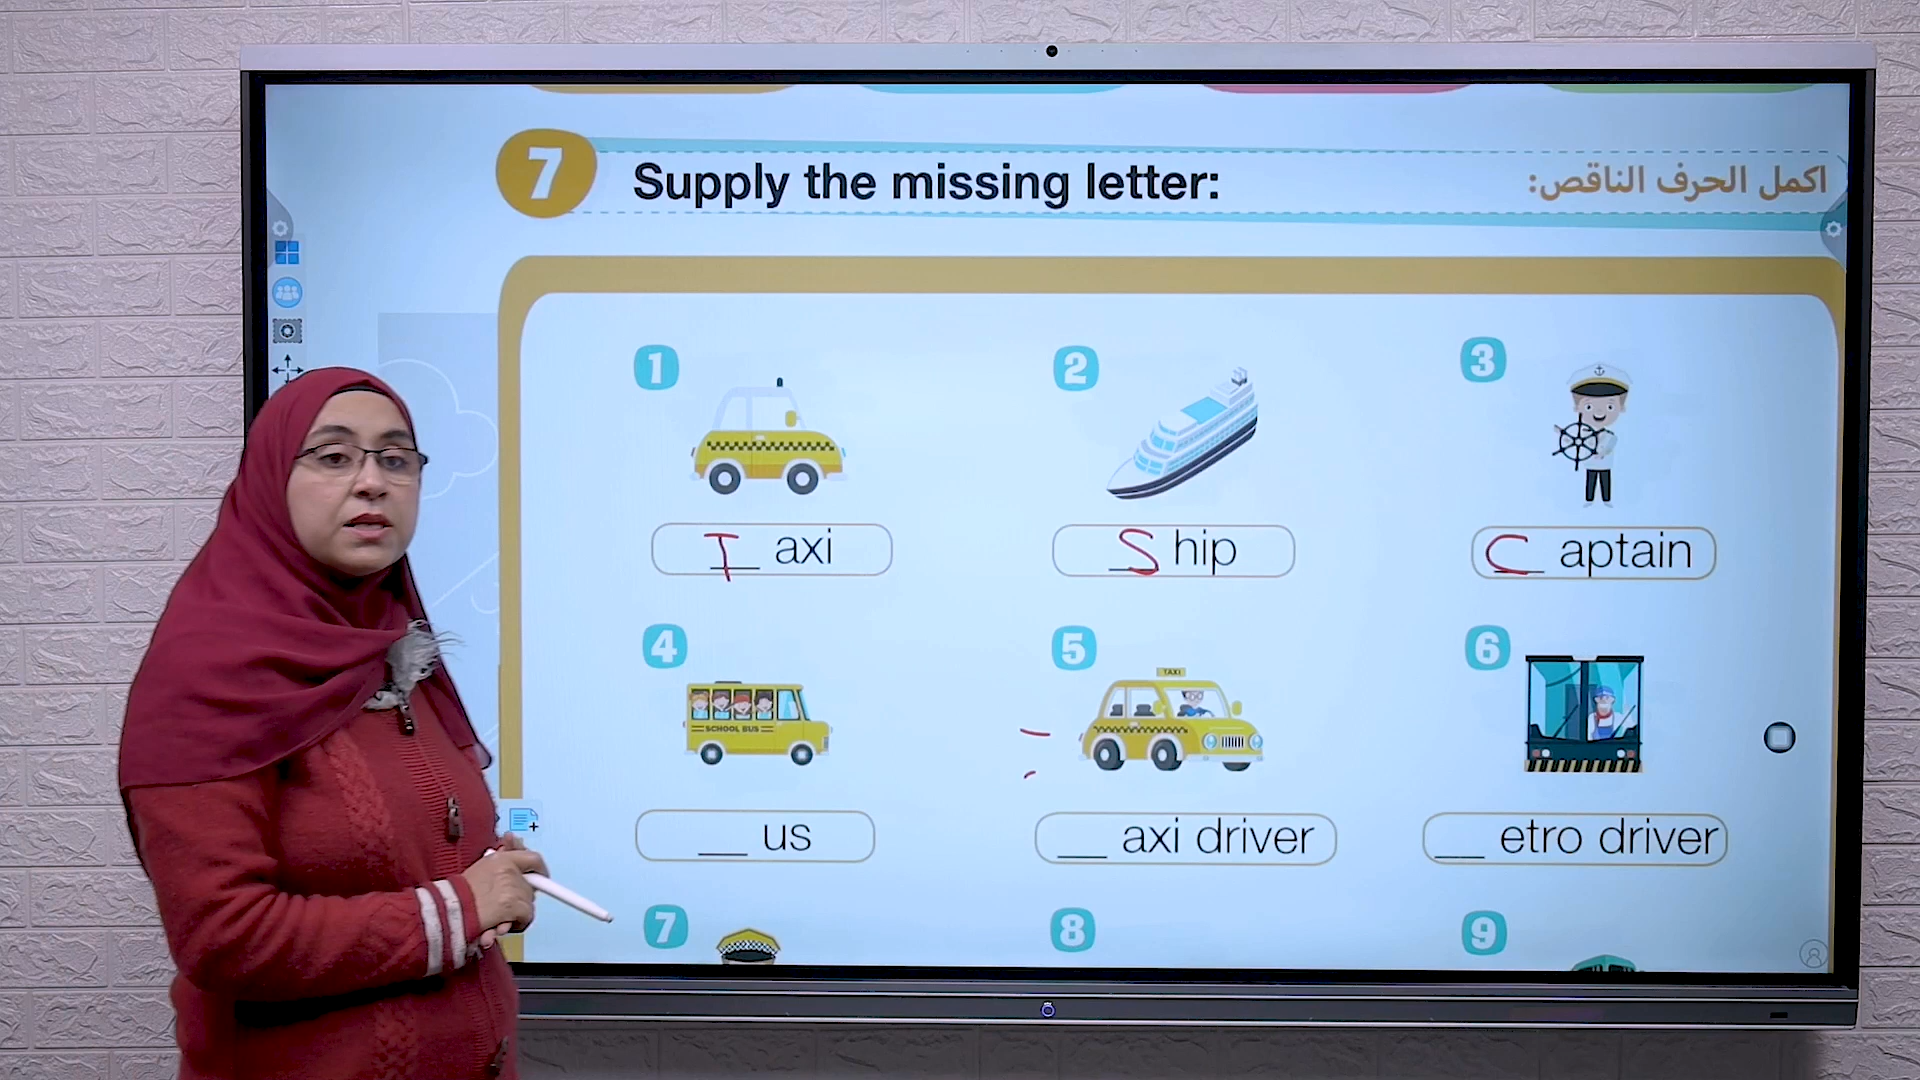 7 Supply the missing letter: اكمل الحرف الناقص:
1 2 3
T axi S hip C aptain
4 5 6
TAXI
SCHOOL BUS
__ us __ axi driver __ etro driver
7 8 9